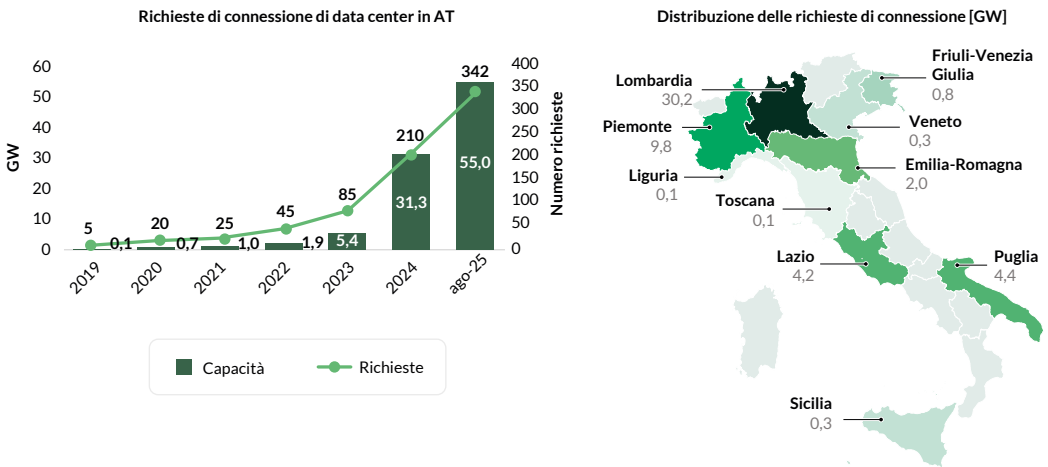 Richieste di connessione di data center in AT
GW
60
50
40
30
20
10
0
Numero richieste
400
350
300
250
200
150
100
50
0
5
20
25
45
85
210
342
0,1
0,7
1,0
1,9
5,4
31,3
55,0
2019
2020
2021
2022
2023
2024
ago-25
Capacità
Richieste
Distribuzione delle richieste di connessione [GW]
Friuli-Venezia
Giulia
0,8
Lombardia
30,2
Veneto
0,3
Piemonte
9,8
Emilia-Romagna
2,0
Liguria
0,1
Toscana
0,1
Lazio
4,2
Puglia
4,4
Sicilia
0,3